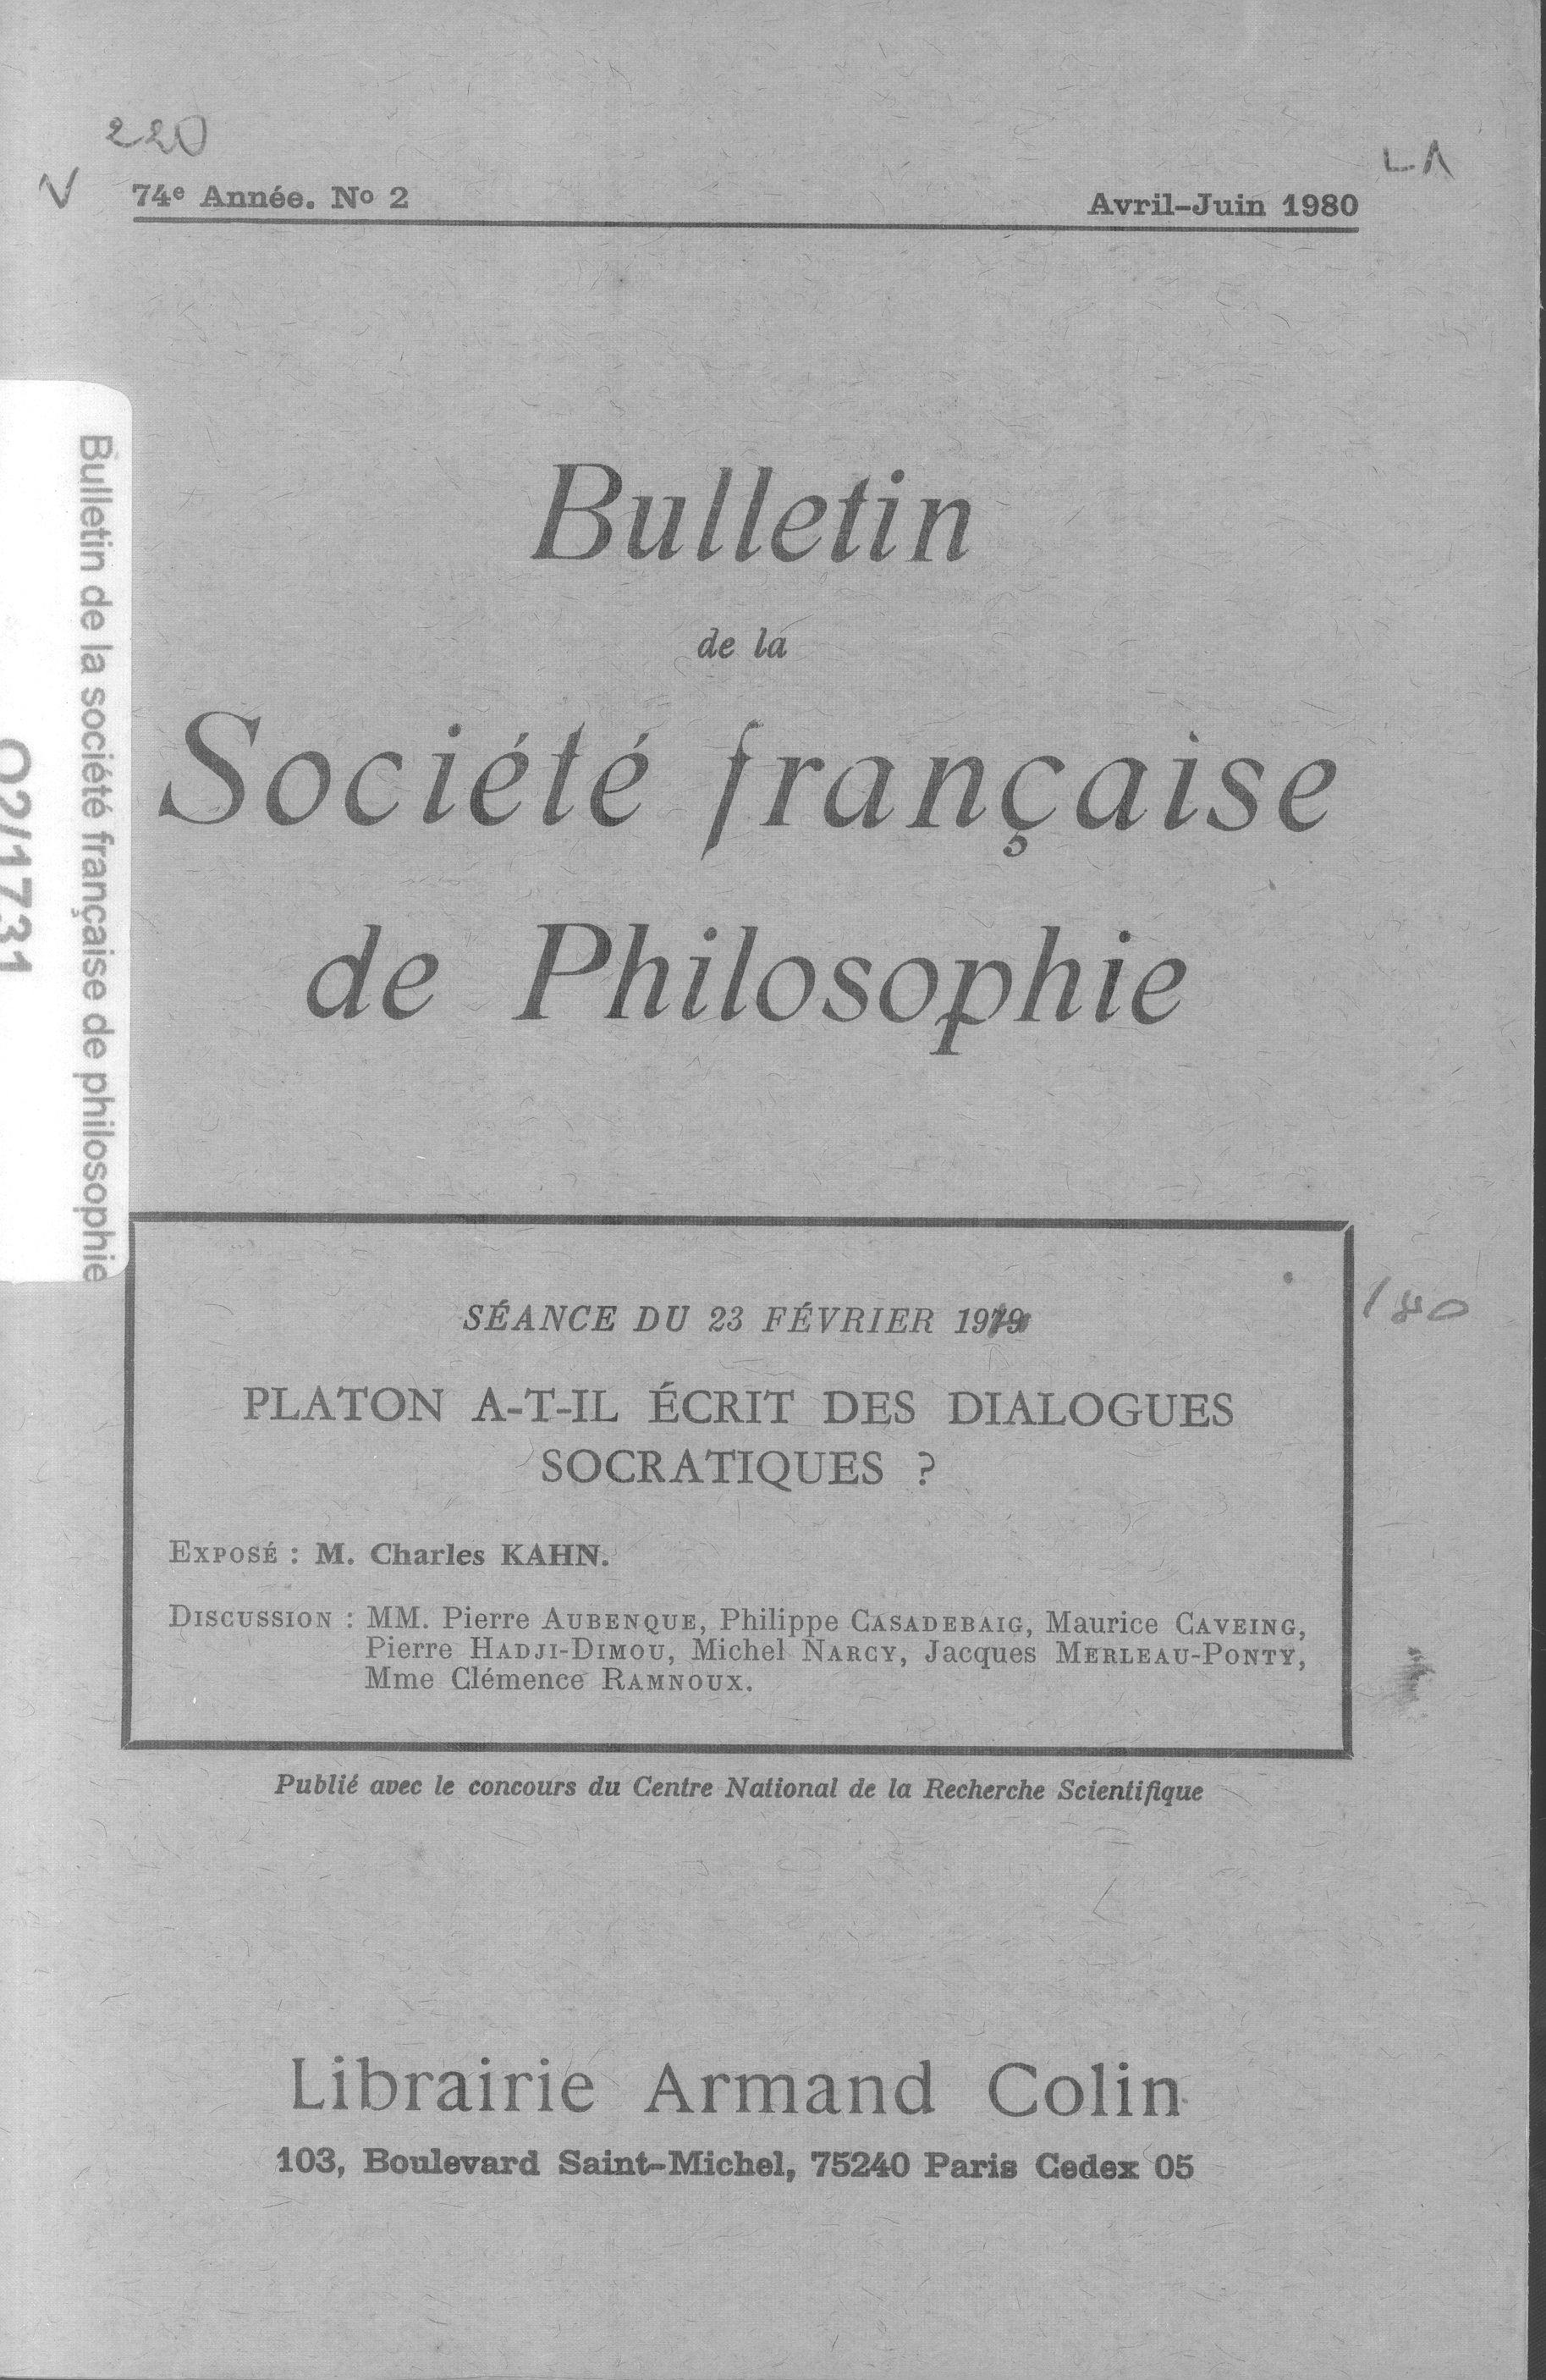 220
V 74e Année. No 2 Avril-Juin 1980
Bulletin
de la
Société française
de Philosophie
Bulletin de la société française de philosophie
O2/1731
SÉANCE DU 23 FÉVRIER 1979
PLATON A-T-IL ÉCRIT DES DIALOGUES
SOCRATIQUES ?
EXPOSÉ : M. Charles KAHN.
DISCUSSION : MM. Pierre AUBENQUE, Philippe CASADEBAIG, Maurice CAVEING,
Pierre HADJI-DIMOU, Michel NARCY, Jacques MERLEAU-PONTY,
Mme Clémence RAMNOUX.
Publié avec le concours du Centre National de la Recherche Scientifique
Librairie Armand Colin
103, Boulevard Saint-Michel, 75240 Paris Cedex 05